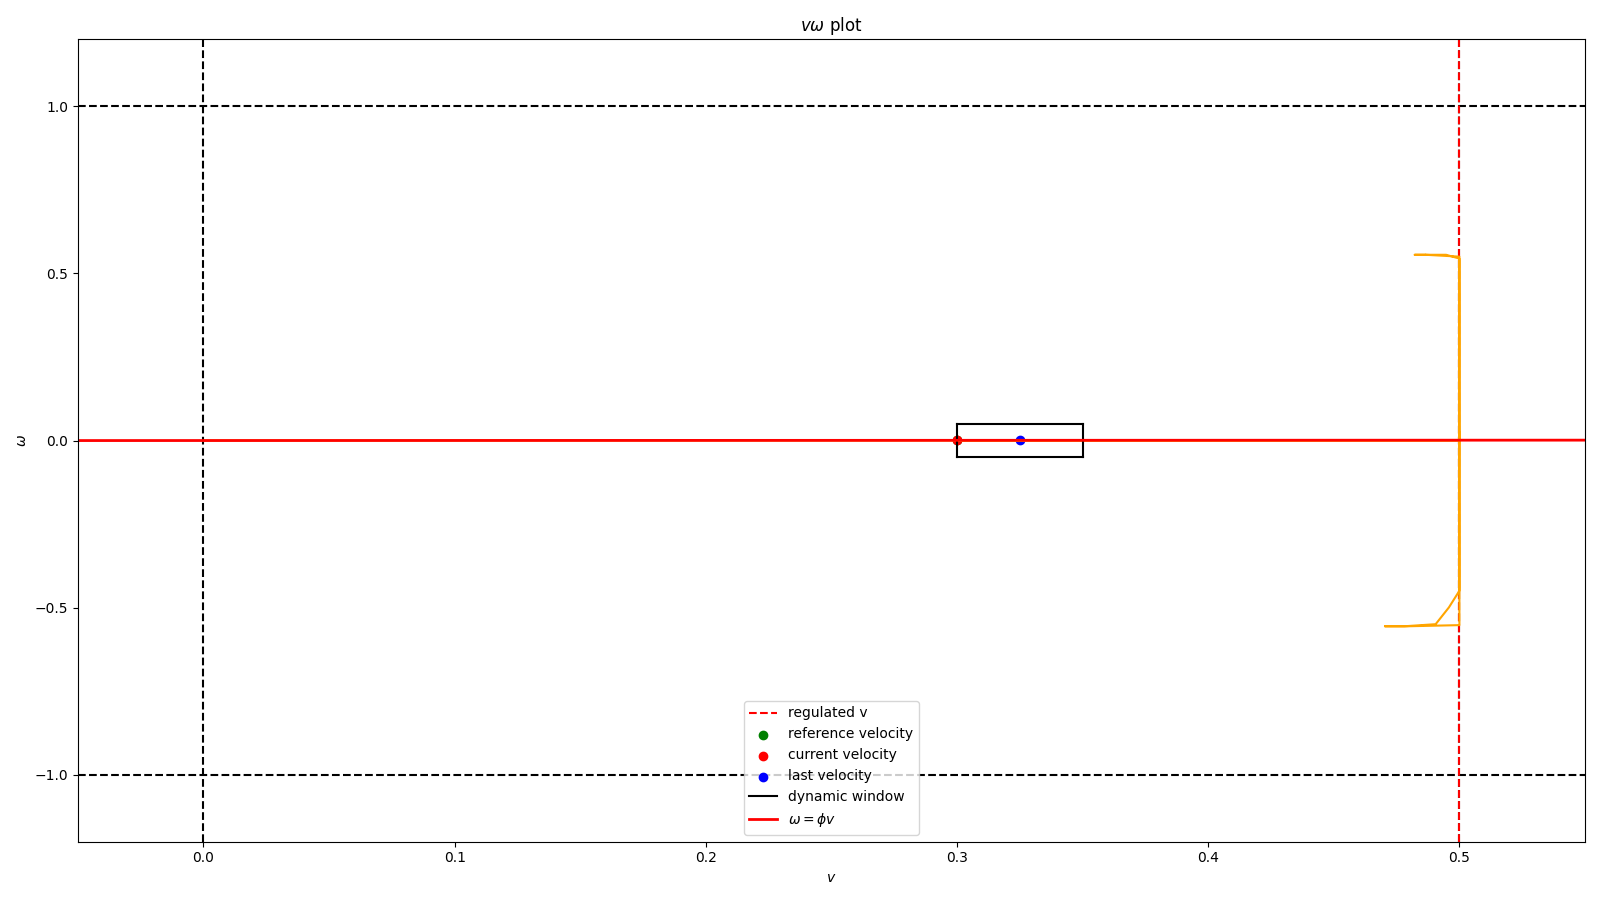 vω plot
1.0
0.5
0.0
−0.5
−1.0
ω
regulated v
reference velocity
current velocity
last velocity
dynamic window
ω = ϕv
0.0 0.1 0.2 0.3 0.4 0.5
v